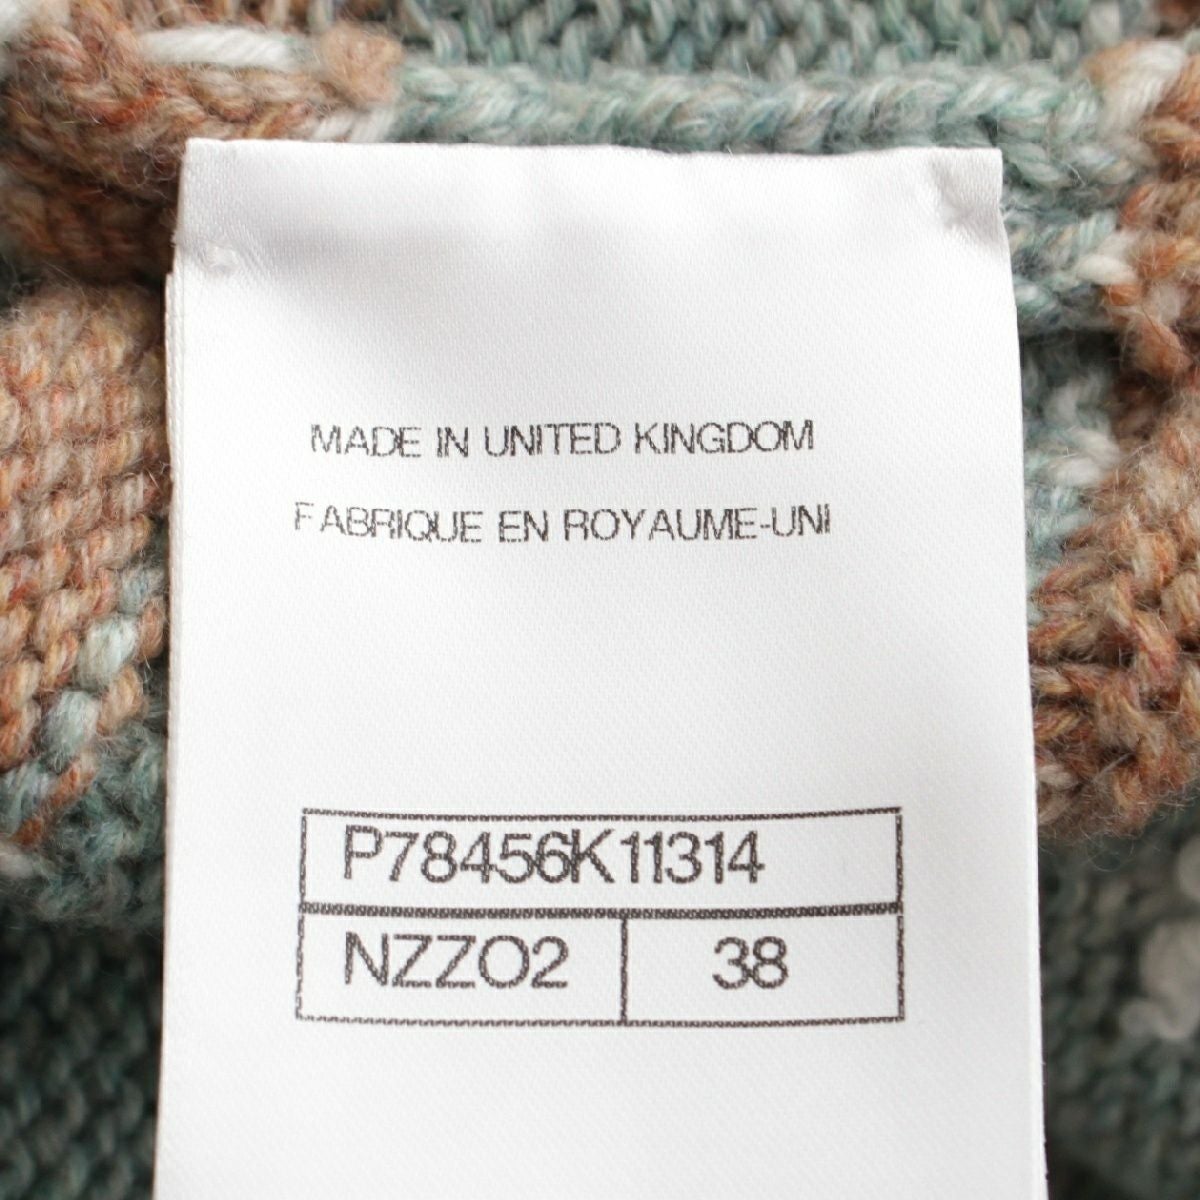 MADE IN UNITED KINGDOM
FABRIQUE EN ROYAUME-UNI
P78456K11314
NZZO2 38